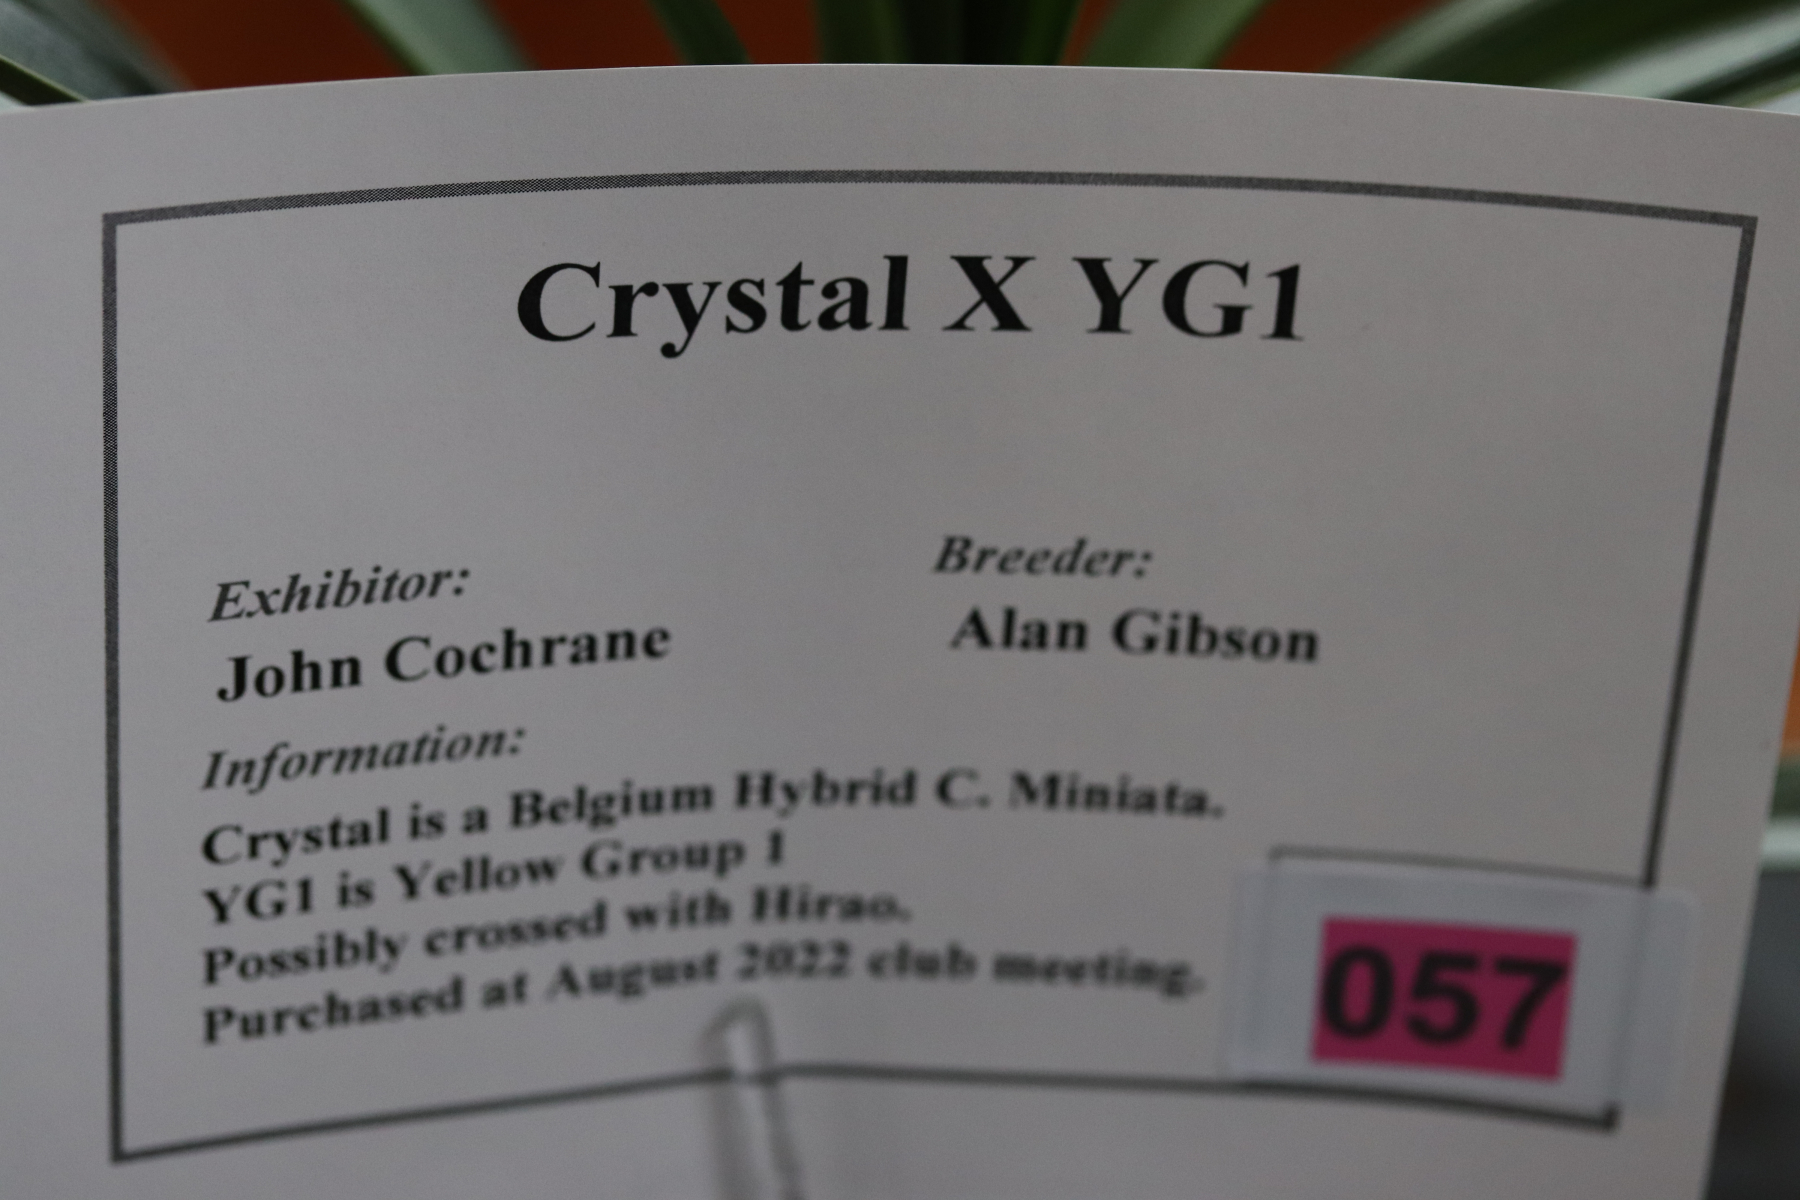 Crystal X YG1
Exhibitor:
Breeder:
John Cochrane
Alan Gibson
Information:
Crystal is a Belgium Hybrid C. Miniata.
YG1 is Yellow Group 1
Possibly crossed with Hirao.
Purchased at August 2022 club meeting.
057